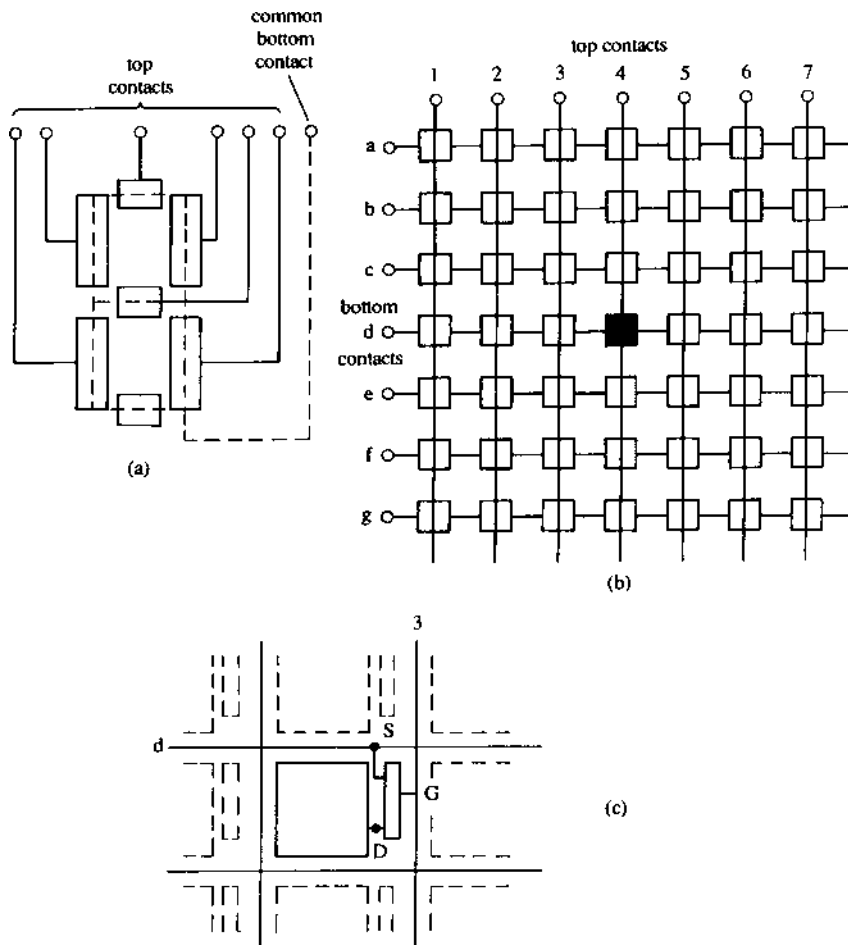 common
bottom
contact
top
contacts
(a)
top contacts
1 2 3 4 5 6 7
a
b
c
bottom
d
contacts
e
f
g
(b)
3
d
S
G
D
(c)